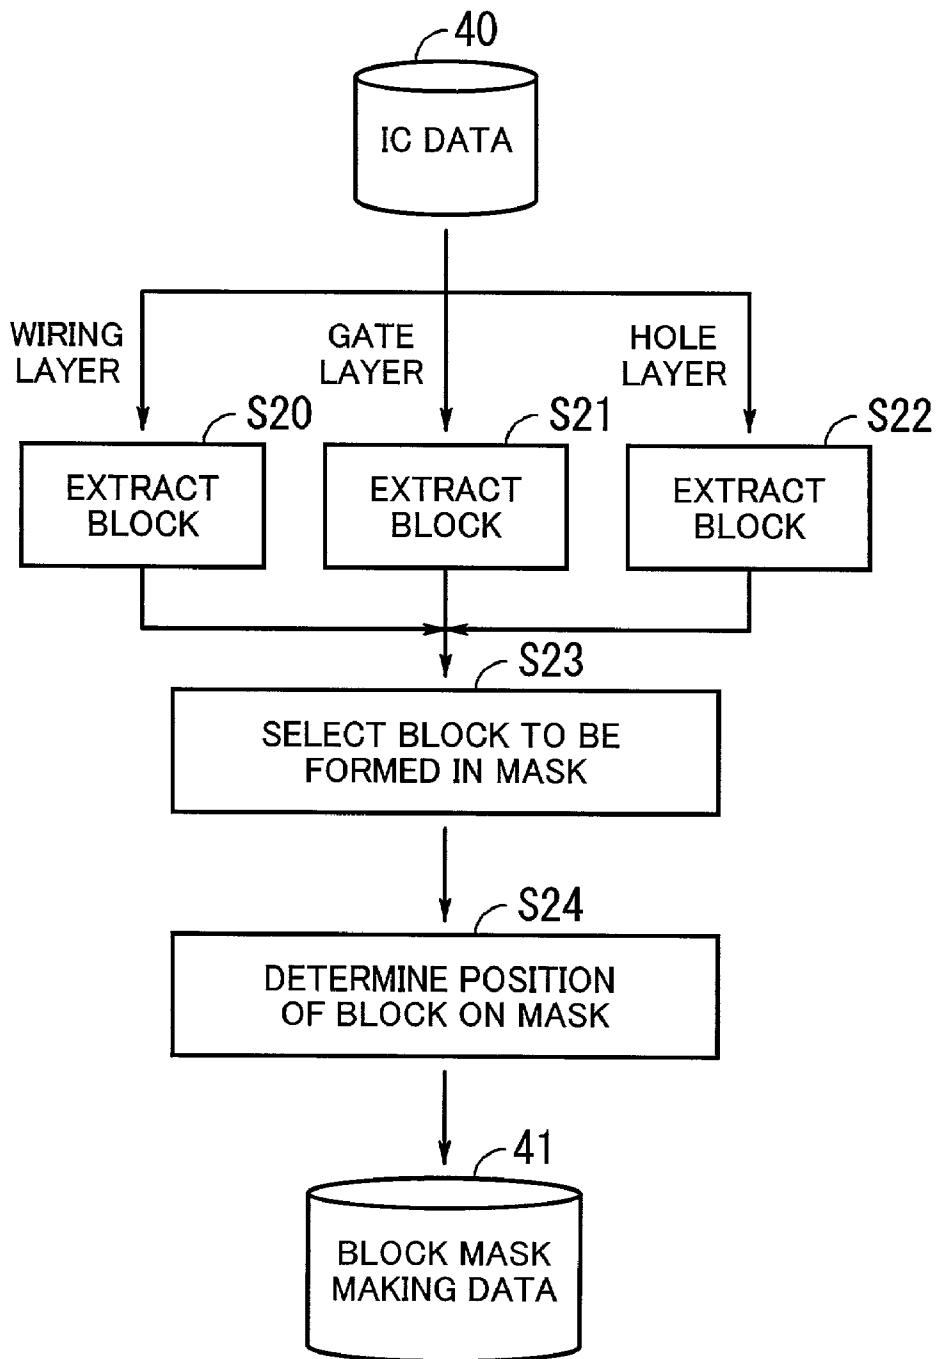 40
IC DATA
WIRING
LAYER
GATE
LAYER
HOLE
LAYER
S20
S21
S22
EXTRACT
BLOCK
EXTRACT
BLOCK
EXTRACT
BLOCK
S23
SELECT BLOCK TO BE
FORMED IN MASK
S24
DETERMINE POSITION
OF BLOCK ON MASK
41
BLOCK MASK
MAKING DATA